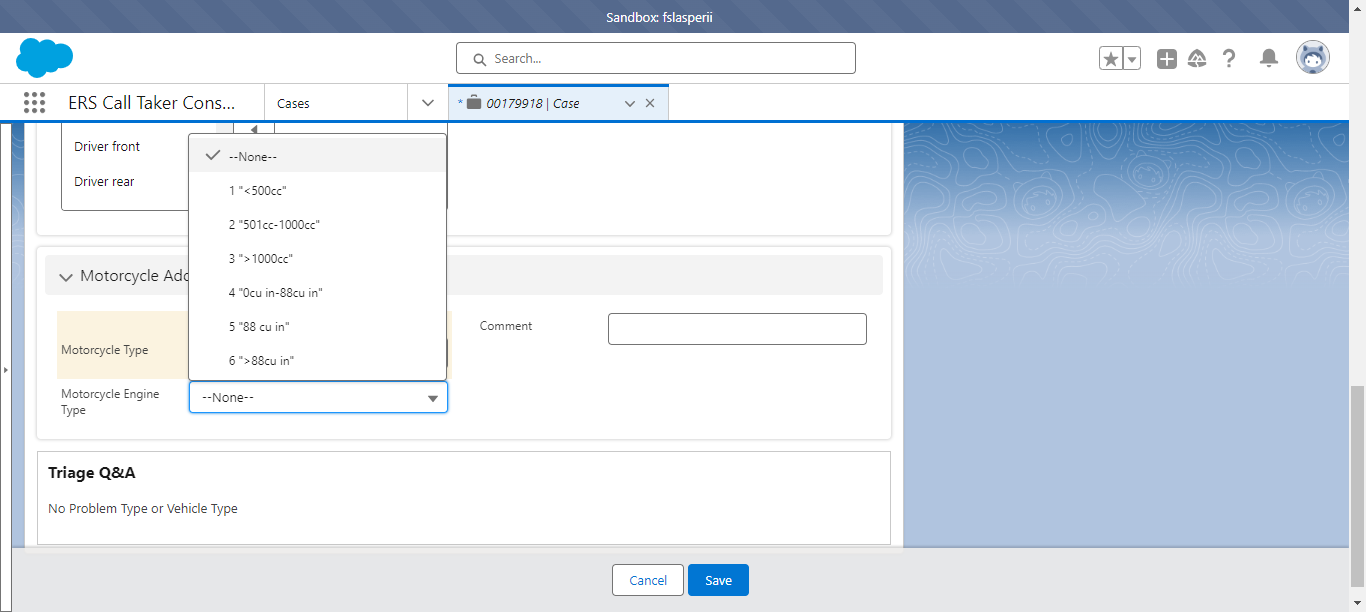 Sandbox: fslasperii
Search...
ERS Call Taker Cons...
Cases
* 00179918 | Case
Driver front
Driver rear
--None--
1 "<500cc"
2 "501cc-1000cc"
3 ">1000cc"
4 "0cu in-88cu in"
5 "88 cu in"
6 ">88cu in"
Motorcycle Add
Comment
Motorcycle Type
Motorcycle Engine
Type
--None--
Triage Q&A
No Problem Type or Vehicle Type
Cancel
Save